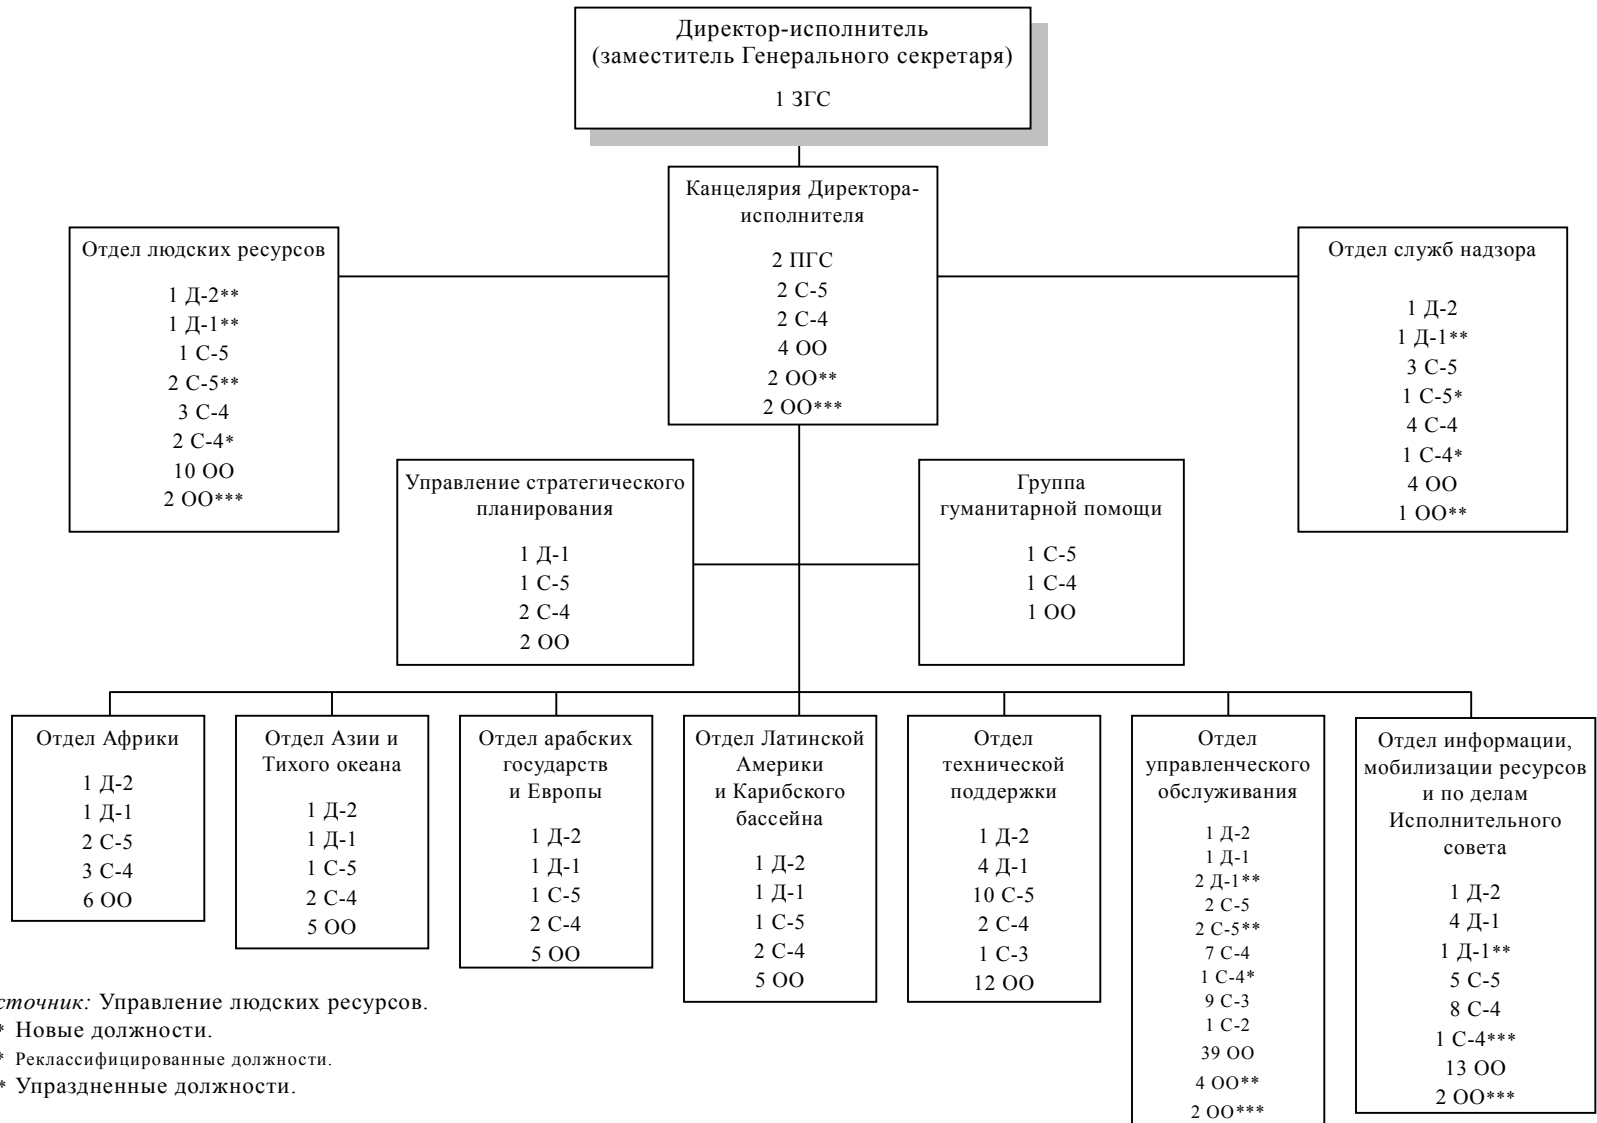 Директор-исполнитель
(заместитель Генерального секретаря)
1 ЗГС
Канцелярия Директора-
исполнителя
2 ПГС
2 С-5
2 С-4
4 ОО
2 ОО**
2 ОО***
Отдел людских ресурсов
1 Д-2**
1 Д-1**
1 С-5
2 С-5**
3 С-4
2 С-4*
10 ОО
2 ОО***
Отдел служб надзора
1 Д-2
1 Д-1**
3 С-5
1 С-5*
4 С-4
1 С-4*
4 ОО
1 ОО**
Управление стратегического
планирования
1 Д-1
1 С-5
2 С-4
2 ОО
Группа
гуманитарной помощи
1 С-5
1 С-4
1 ОО
Отдел Африки
1 Д-2
1 Д-1
2 С-5
3 С-4
6 ОО
Отдел Азии и
Тихого океана
1 Д-2
1 Д-1
1 С-5
2 С-4
5 ОО
Отдел арабских
государств
и Европы
1 Д-2
1 Д-1
1 С-5
2 С-4
5 ОО
Отдел Латинской
Америки
и Карибского
бассейна
1 Д-2
1 Д-1
1 С-5
2 С-4
5 ОО
Отдел
технической
поддержки
1 Д-2
4 Д-1
10 С-5
2 С-4
1 С-3
12 ОО
Отдел
управленческого
обслуживания
1 Д-2
1 Д-1
2 Д-1**
2 С-5
2 С-5**
7 С-4
1 С-4*
9 С-3
1 С-2
39 ОО
4 ОО**
2 ОО***
Отдел информации,
мобилизации ресурсов
и по делам
Исполнительного
совета
1 Д-2
4 Д-1
1 Д-1**
5 С-5
8 С-4
1 С-4***
13 ОО
2 ОО***
сточник: Управление людских ресурсов.
* Новые должности.
* Реклассифицированные должности.
* Упраздненные должности.